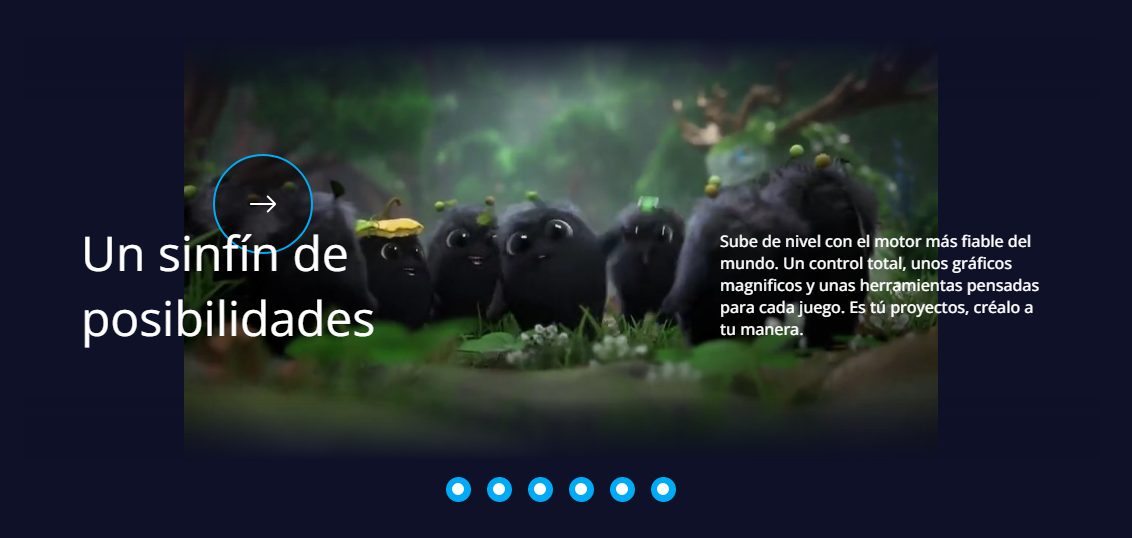 Un sinfín de
posibilidades
Sube de nivel con el motor más fiable del
mundo. Un control total, unos gráficos
magnificos y unas herramientas pensadas
para cada juego. Es tú proyectos, créalo a
tu manera.